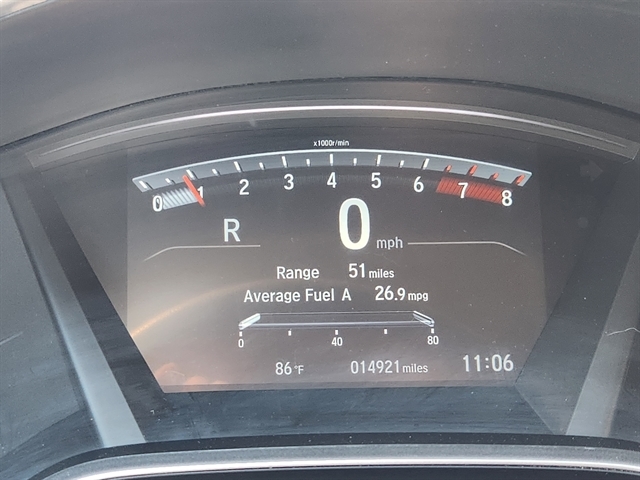 x1000r/min
0 1 2 3 4 5 6 7 8
R 0 mph
Range 51 miles
Average Fuel A 26.9 mpg
0 40 80
86°F 014921 miles 11:06